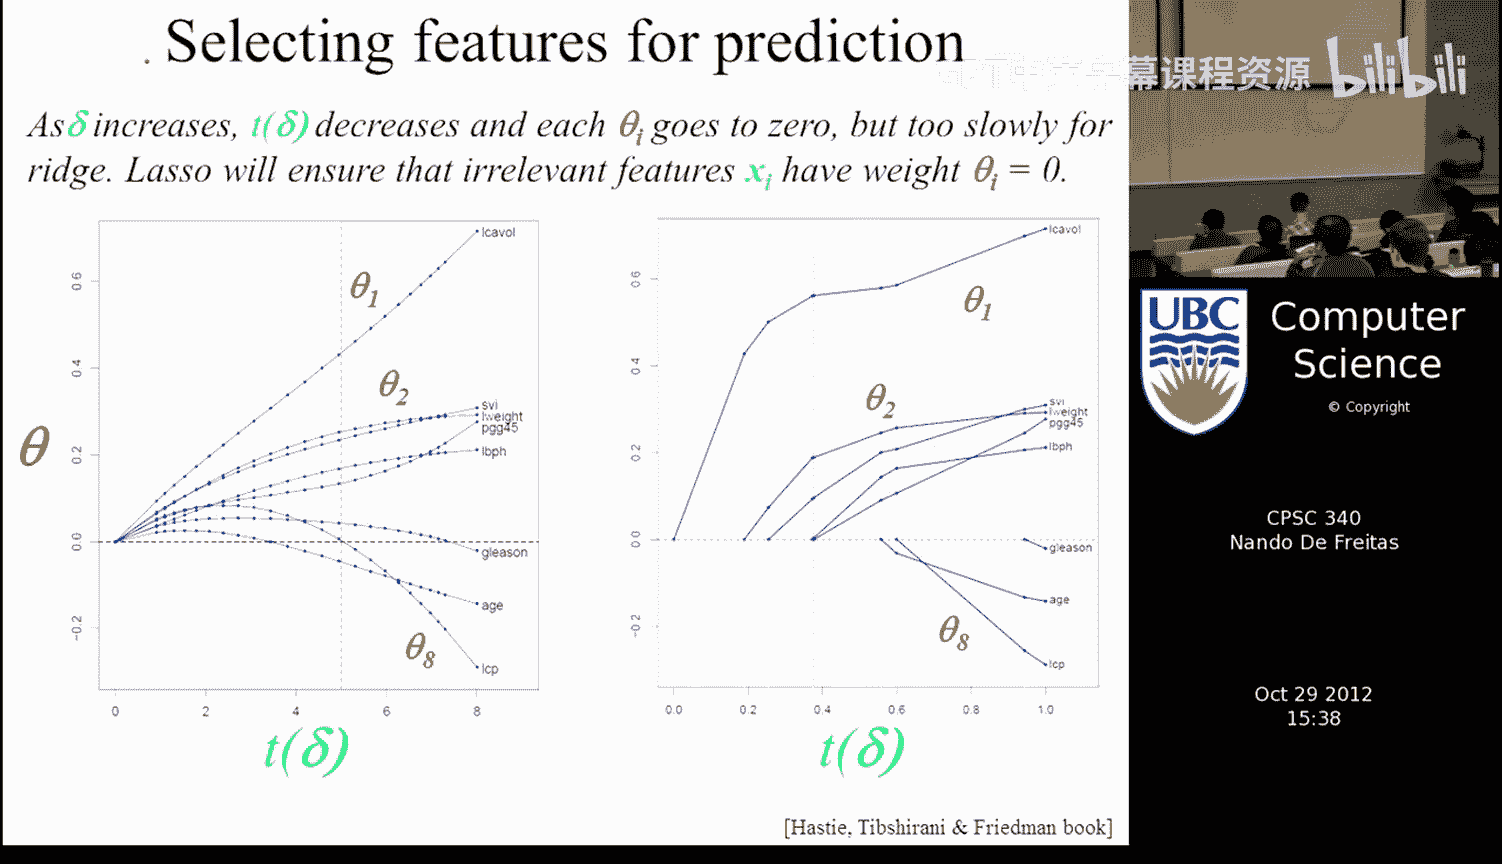 Selecting features for prediction
幕课程资源 bilibili
As δ increases, t(δ) decreases and each θi goes to zero, but too slowly for
ridge. Lasso will ensure that irrelevant features xi have weight θi = 0.
θ
0.6
0.4
0.2
0.0
-0.2
θ1
θ2
θ8
lcavol
svi
lweight
pgg45
lbph
gleason
age
lcp
0 2 4 6 8
t(δ)
0.6
0.4
0.2
0.0
-0.2
θ1
θ2
θ8
lcavol
svi
lweight
pgg45
lbph
gleason
age
lcp
0.0 0.2 0.4 0.6 0.8 1.0
t(δ)
[Hastie, Tibshirani & Friedman book]
UBC
Computer
Science
© Copyright
CPSC 340
Nando De Freitas
Oct 29 2012
15:38